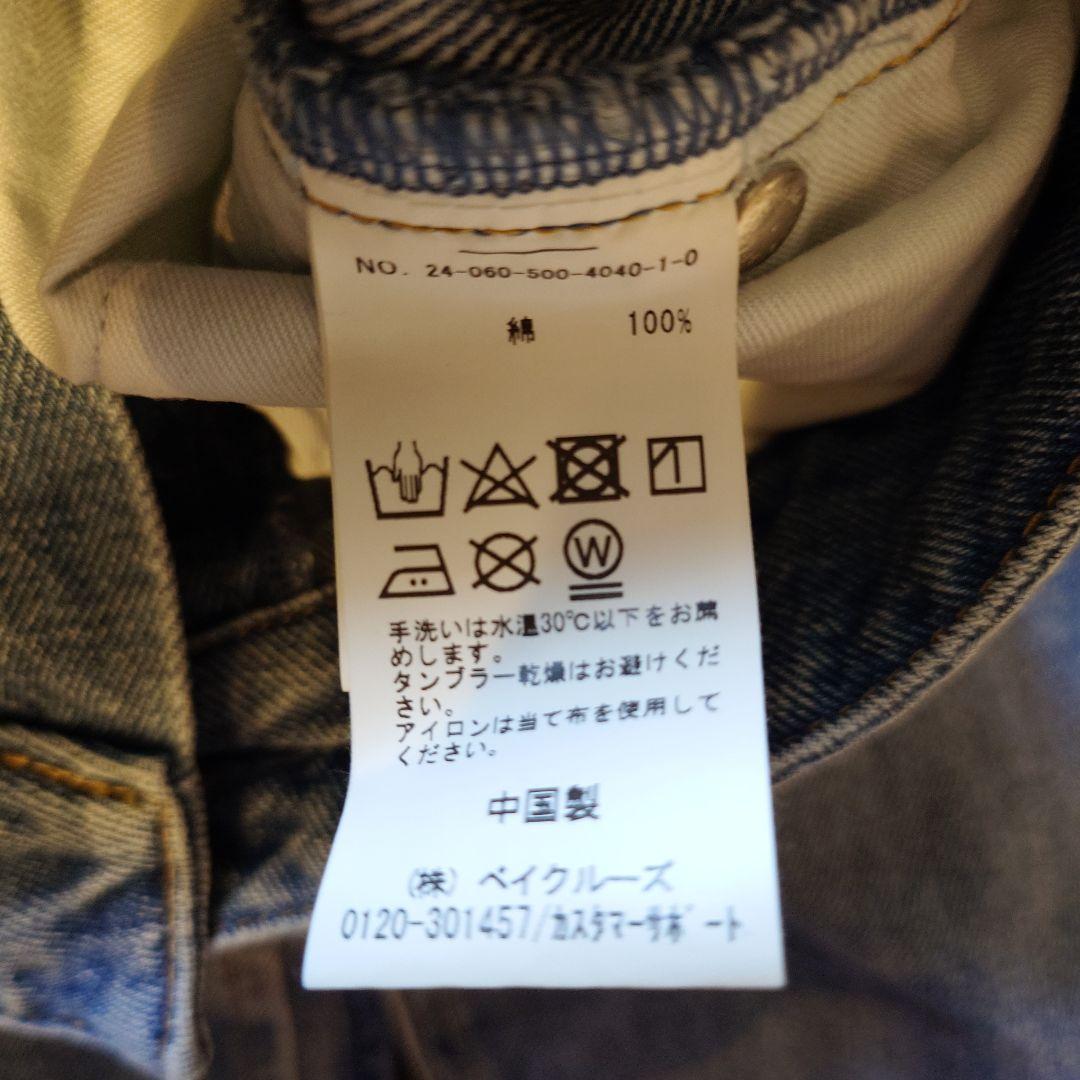 NO. 24-060-500-4040-1-0
綿 100%
W
手洗いは水温30℃以下をお薦
めします。
タンブラー乾燥はお避けくだ
さい。
アイロンは当て布を使用して
ください。
中国製
(株) ベイクルーズ
0120-301457/カスタマーサポート